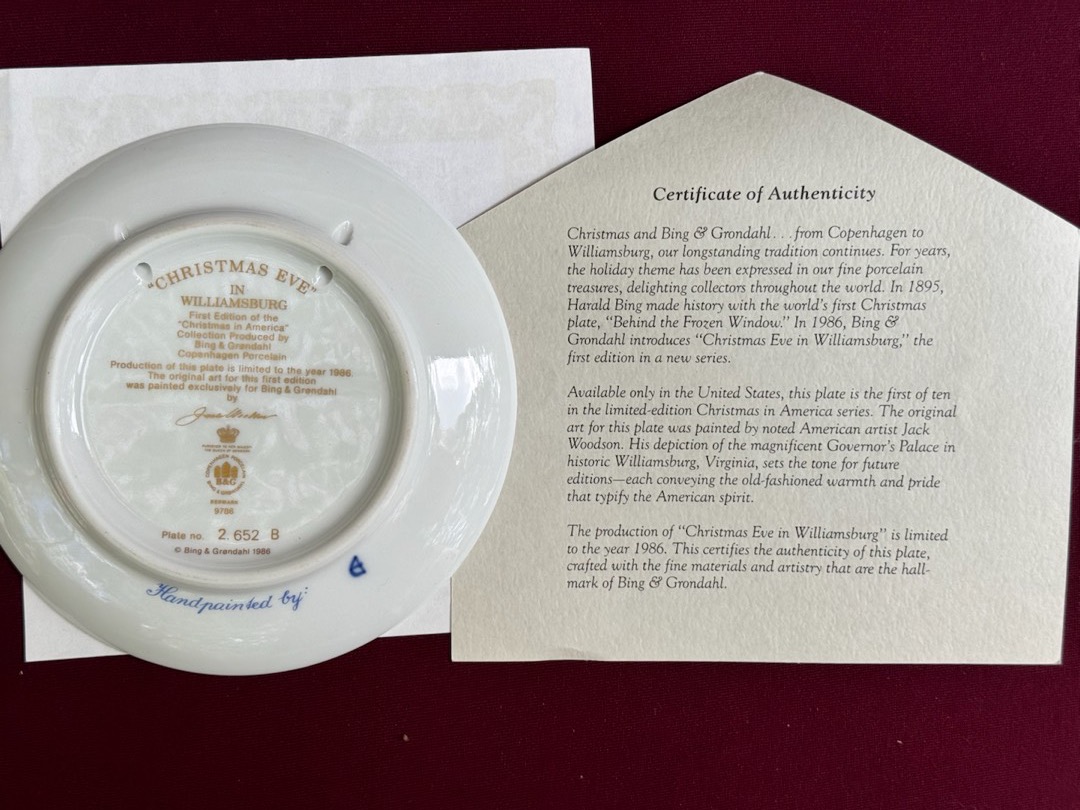 "CHRISTMAS EVE"
IN
WILLIAMSBURG
First Edition of the
"Christmas in America"
Collection Produced by
Bing & Grøndahl
Copenhagen Porcelain
Production of this plate is limited to the year 1986
The original art for this first edition
was painted exclusively for Bing & Grøndahl
by
B&G
DENMARK
9786
Plate no. 2.652 B
© Bing & Grøndahl 1986
Handpainted by:
Certificate of Authenticity
Christmas and Bing & Grondahl . . . from Copenhagen to
Williamsburg, our longstanding tradition continues. For years,
the holiday theme has been expressed in our fine porcelain
treasures, delighting collectors throughout the world. In 1895,
Harald Bing made history with the world's first Christmas
plate, "Behind the Frozen Window." In 1986, Bing &
Grondahl introduces "Christmas Eve in Williamsburg," the
first edition in a new series.
Available only in the United States, this plate is the first of ten
in the limited-edition Christmas in America series. The original
art for this plate was painted by noted American artist Jack
Woodson. His depiction of the magnificent Governor's Palace in
historic Williamsburg, Virginia, sets the tone for future
editions—each conveying the old-fashioned warmth and pride
that typify the American spirit.
The production of "Christmas Eve in Williamsburg" is limited
to the year 1986. This certifies the authenticity of this plate,
crafted with the fine materials and artistry that are the hall-
mark of Bing & Grondahl.